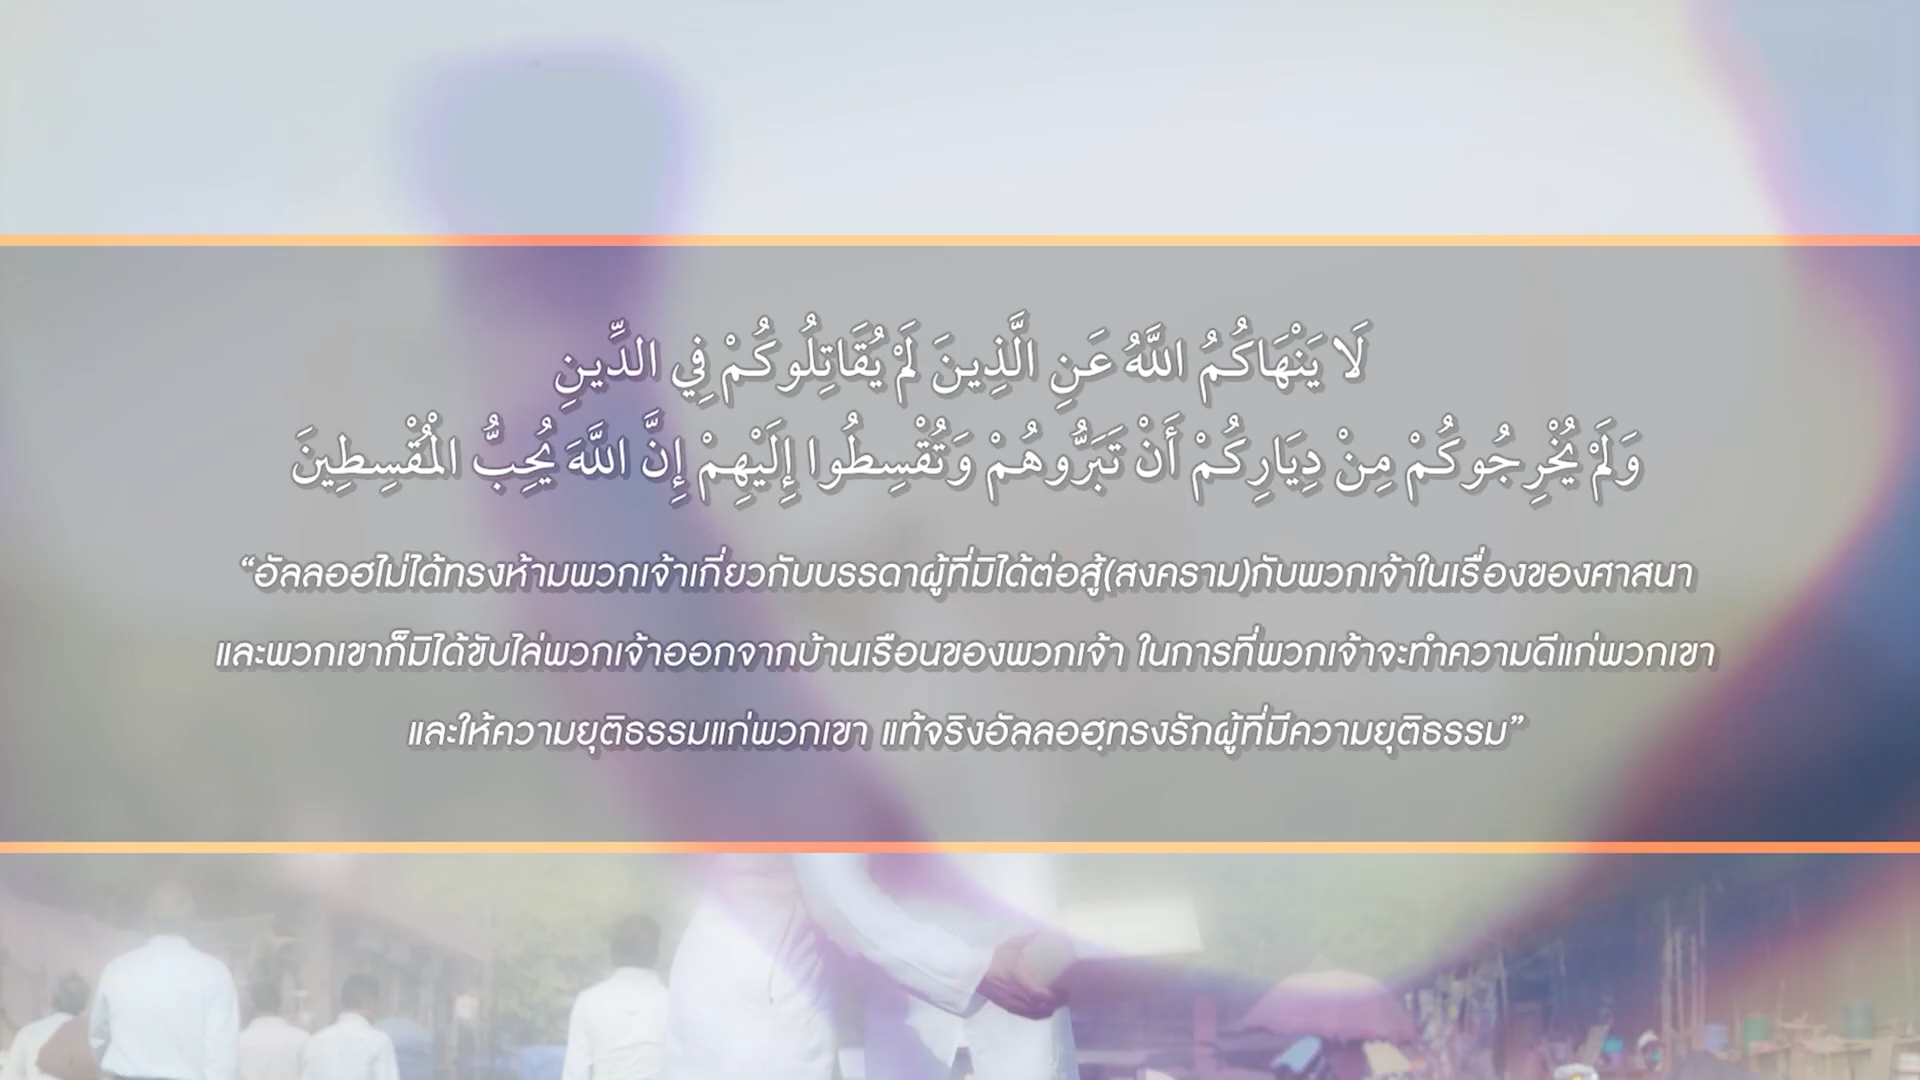 لَا يَنْهَاكُمُ اللَّهُ عَنِ الَّذِينَ لَمْ يُقَاتِلُوكُمْ فِي الدِّينِ
وَلَمْ يُخْرِجُوكُمْ مِنْ دِيَارِكُمْ أَنْ تَبَرُّوهُمْ وَتُقْسِطُوا إِلَيْهِمْ إِنَّ اللَّهَ يُحِبُّ الْمُقْسِطِينَ
“อัลลอฮไม่ได้ทรงห้ามพวกเจ้าเกี่ยวกับบรรดาผู้ที่มิได้ต่อสู้(สงคราม)กับพวกเจ้าในเรื่องของศาสนา
และพวกเขาก็มิได้ขับไล่พวกเจ้าออกจากบ้านเรือนของพวกเจ้า ในการที่พวกเจ้าจะทำความดีแก่พวกเขา
และให้ความยุติธรรมแก่พวกเขา แท้จริงอัลลอฮฺทรงรักผู้ที่มีความยุติธรรม”